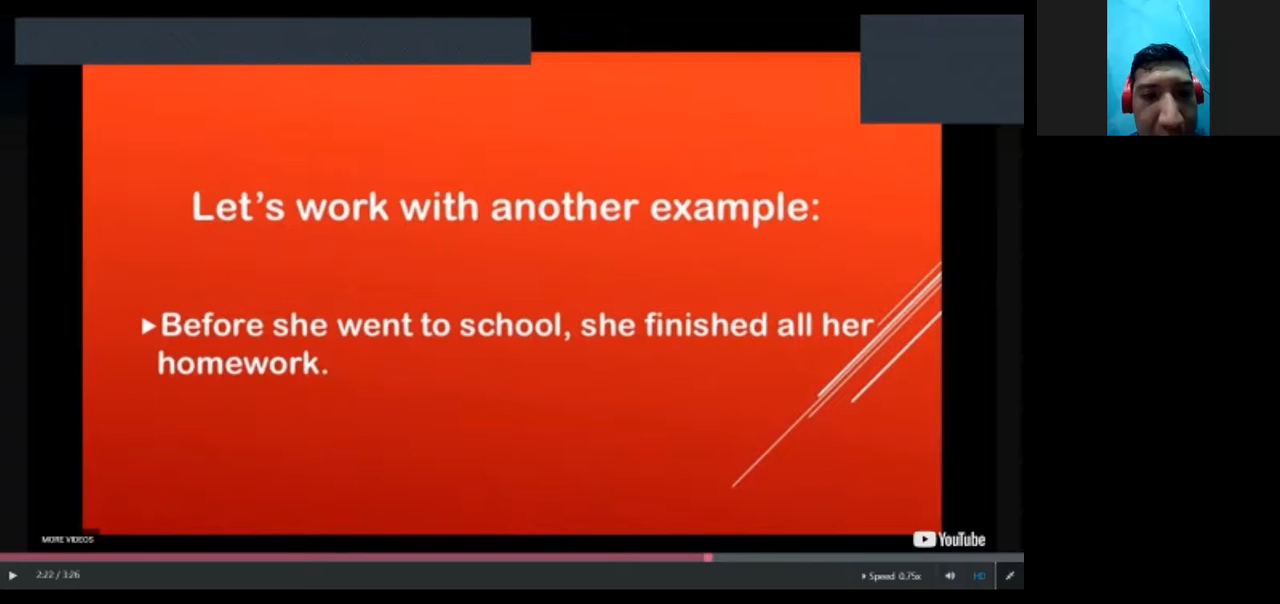 Let's work with another example:
Before she went to school, she finished all her
homework.
MORE VIDEOS
YouTube
2:22 / 3:26
Speed 0.75x
HD